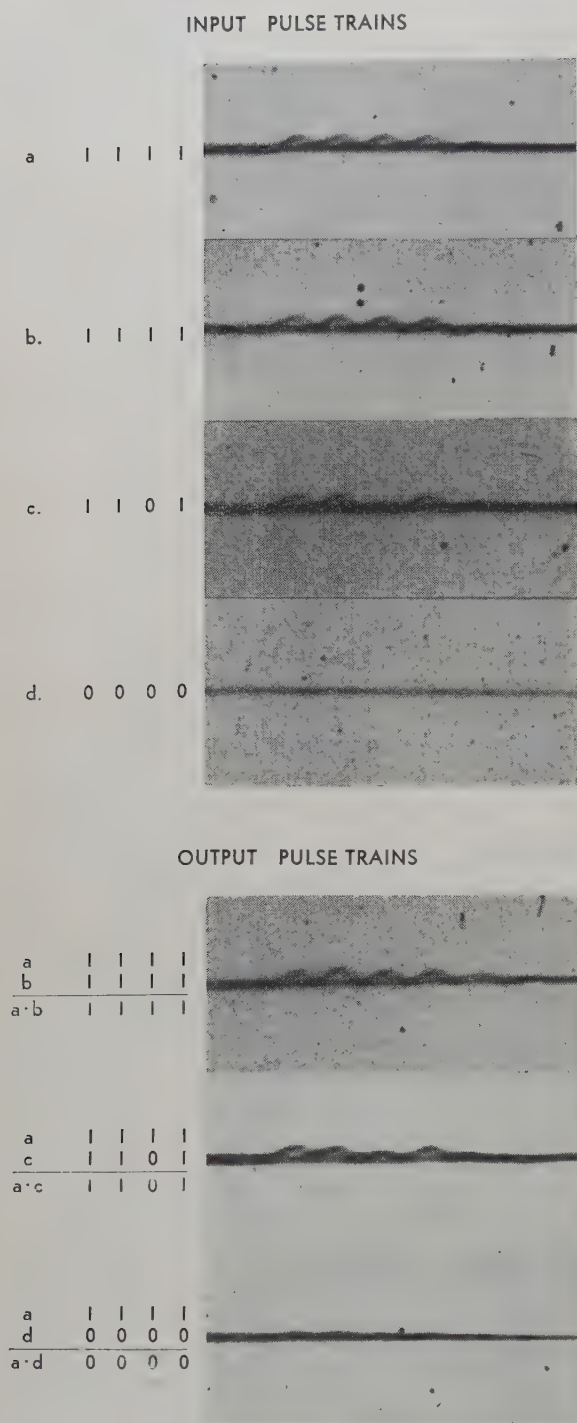 INPUT PULSE TRAINS
a 1 1 1 1
b. 1 1 1 1
c. 1 1 0 1
d. 0 0 0 0
OUTPUT PULSE TRAINS
a 1 1 1 1
b 1 1 1 1
a·b 1 1 1 1
a 1 1 1 1
c 1 1 0 1
a·c 1 1 0 1
a 1 1 1 1
d 0 0 0 0
a·d 0 0 0 0